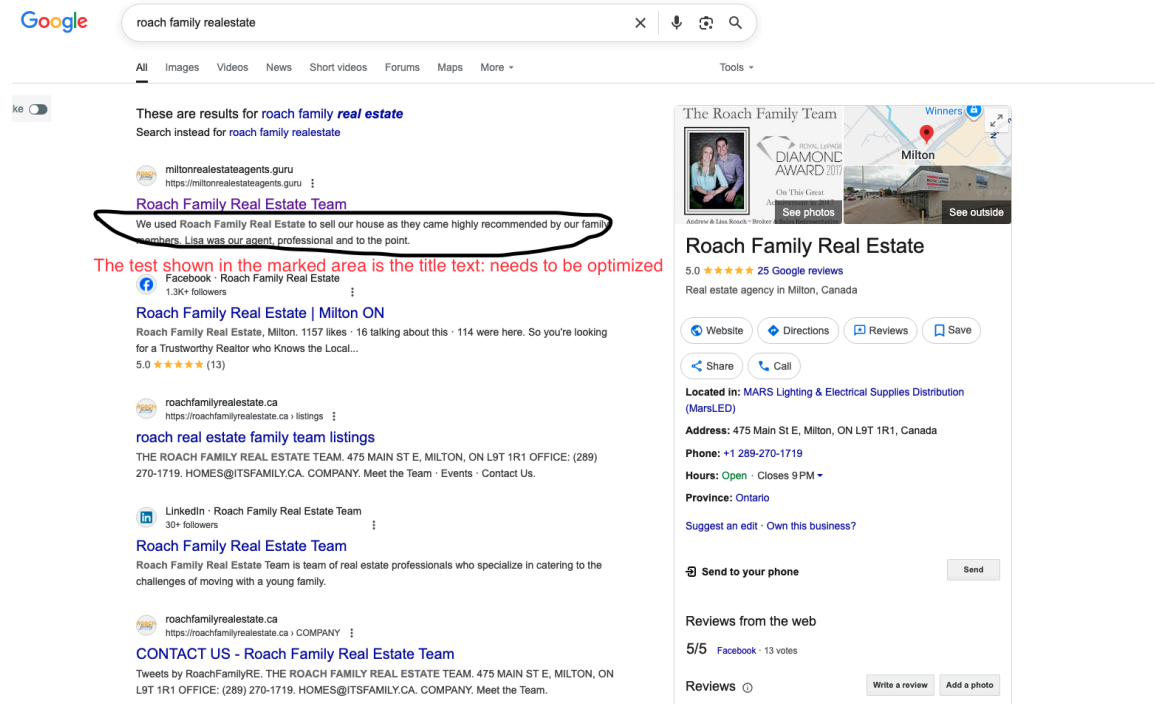 Google
roach family realestate
All Images Videos News Short videos Forums Maps More Tools
ke
These are results for roach family real estate
Search instead for roach family realestate
miltonrealestateagents.guru
https://miltonrealestateagents.guru
Roach Family Real Estate Team
We used Roach Family Real Estate to sell our house as they came highly recommended by our family
members. Lisa was our agent, professional and to the point.
The test shown in the marked area is the title text: needs to be optimized
Facebook · Roach Family Real Estate
1.3K+ followers
Roach Family Real Estate | Milton ON
Roach Family Real Estate, Milton. 1157 likes · 16 talking about this · 114 were here. So you're looking
for a Trustworthy Realtor who Knows the Local...
5.0 (13)
roachfamilyrealestate.ca
https://roachfamilyrealestate.ca › listings
roach real estate family team listings
THE ROACH FAMILY REAL ESTATE TEAM. 475 MAIN ST E, MILTON, ON L9T 1R1 OFFICE: (289)
270-1719. HOMES@ITSFAMILY.CA. COMPANY. Meet the Team · Events · Contact Us.
LinkedIn · Roach Family Real Estate Team
30+ followers
Roach Family Real Estate Team
Roach Family Real Estate Team is team of real estate professionals who specialize in catering to the
challenges of moving with a young family.
roachfamilyrealestate.ca
https://roachfamilyrealestate.ca › COMPANY
CONTACT US - Roach Family Real Estate Team
Tweets by RoachFamilyRE. THE ROACH FAMILY REAL ESTATE TEAM. 475 MAIN ST E, MILTON, ON
L9T 1R1 OFFICE: (289) 270-1719. HOMES@ITSFAMILY.CA. COMPANY. Meet the Team.
The Roach Family Team
ROYAL LEPAGE
DIAMOND
AWARD 2017
On This Great
Achievement in 2017
Andrew & Lisa Roach · Broker & Sales Representative
See photos
Winners
Milton
See outside
Roach Family Real Estate
5.0 25 Google reviews
Real estate agency in Milton, Canada
Website Directions Reviews Save
Share Call
Located in: MARS Lighting & Electrical Supplies Distribution
(MarsLED)
Address: 475 Main St E, Milton, ON L9T 1R1, Canada
Phone: +1 289-270-1719
Hours: Open · Closes 9 PM
Province: Ontario
Suggest an edit · Own this business?
Send to your phone Send
Reviews from the web
5/5 Facebook · 13 votes
Reviews Write a review Add a photo